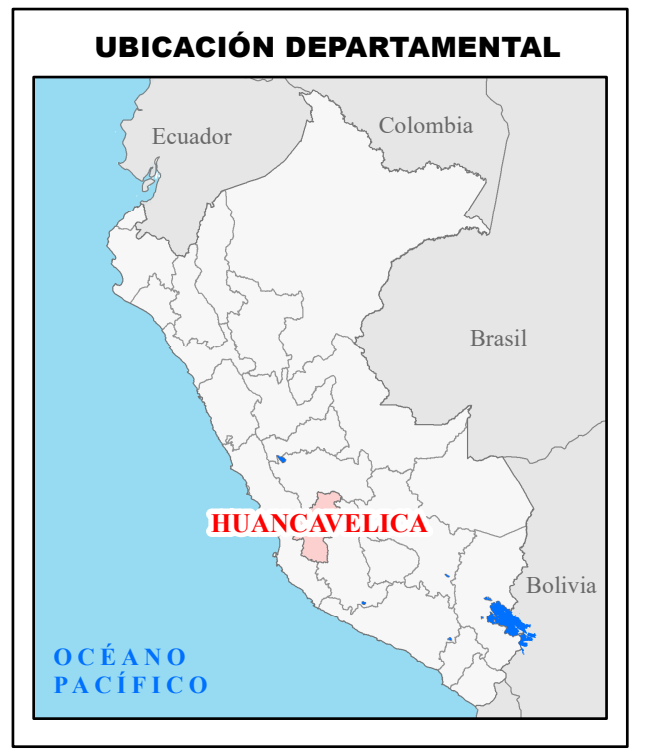 UBICACIÓN DEPARTAMENTAL
Ecuador
Colombia
Brasil
HUANCAVELICA
Bolivia
OCÉANO
PACÍFICO